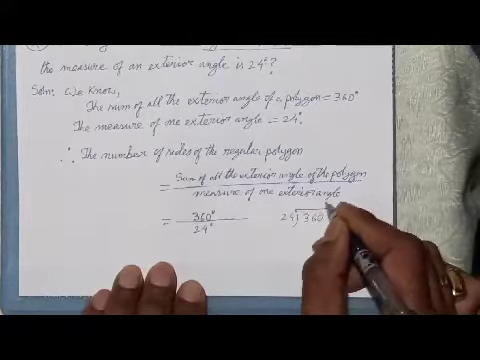 the measure of an exterior angle is 24°?
Soln: We Know,
The sum of all the exterior angle of a polygon = 360°
The measure of one exterior angle = 24°.
∴ The number of sides of the regular polygon
= Sum of all the exterior angle of the polygon
measure of one exterior angle
= 360°
24°
24)360